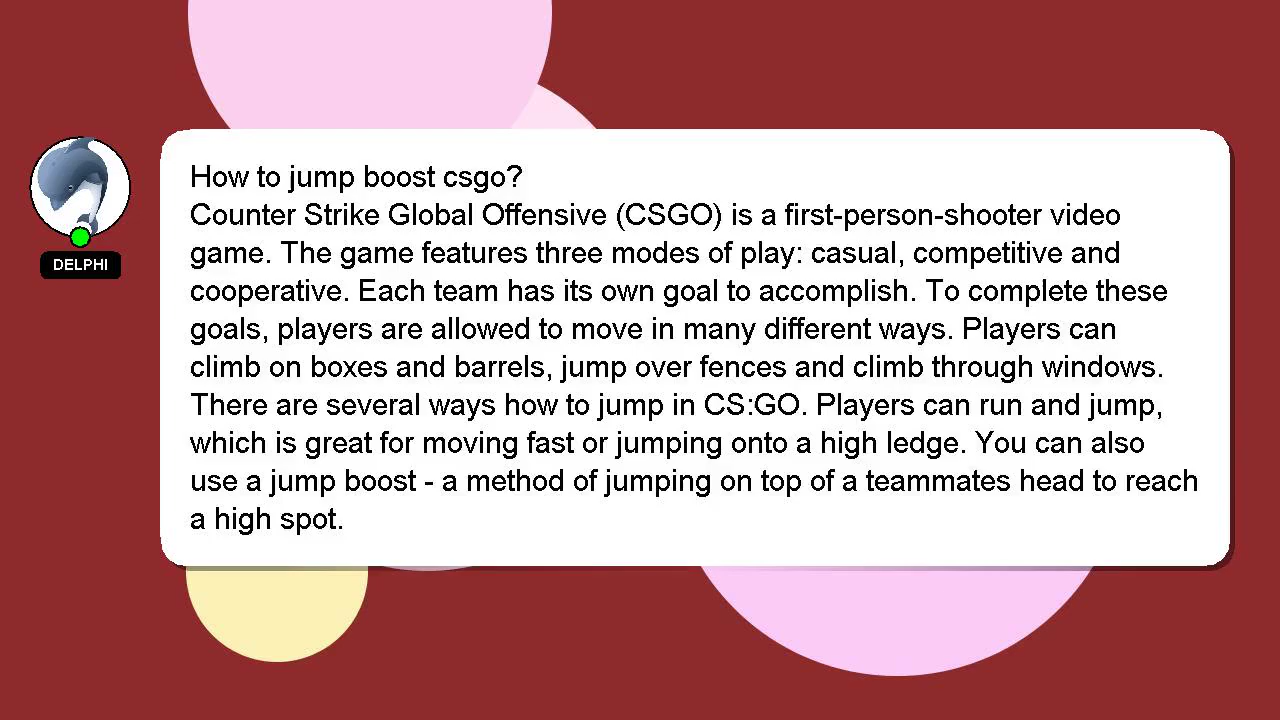 How to jump boost csgo?
Counter Strike Global Offensive (CSGO) is a first-person-shooter video
game. The game features three modes of play: casual, competitive and
cooperative. Each team has its own goal to accomplish. To complete these
goals, players are allowed to move in many different ways. Players can
climb on boxes and barrels, jump over fences and climb through windows.
There are several ways how to jump in CS:GO. Players can run and jump,
which is great for moving fast or jumping onto a high ledge. You can also
use a jump boost - a method of jumping on top of a teammates head to reach
a high spot.
DELPHI